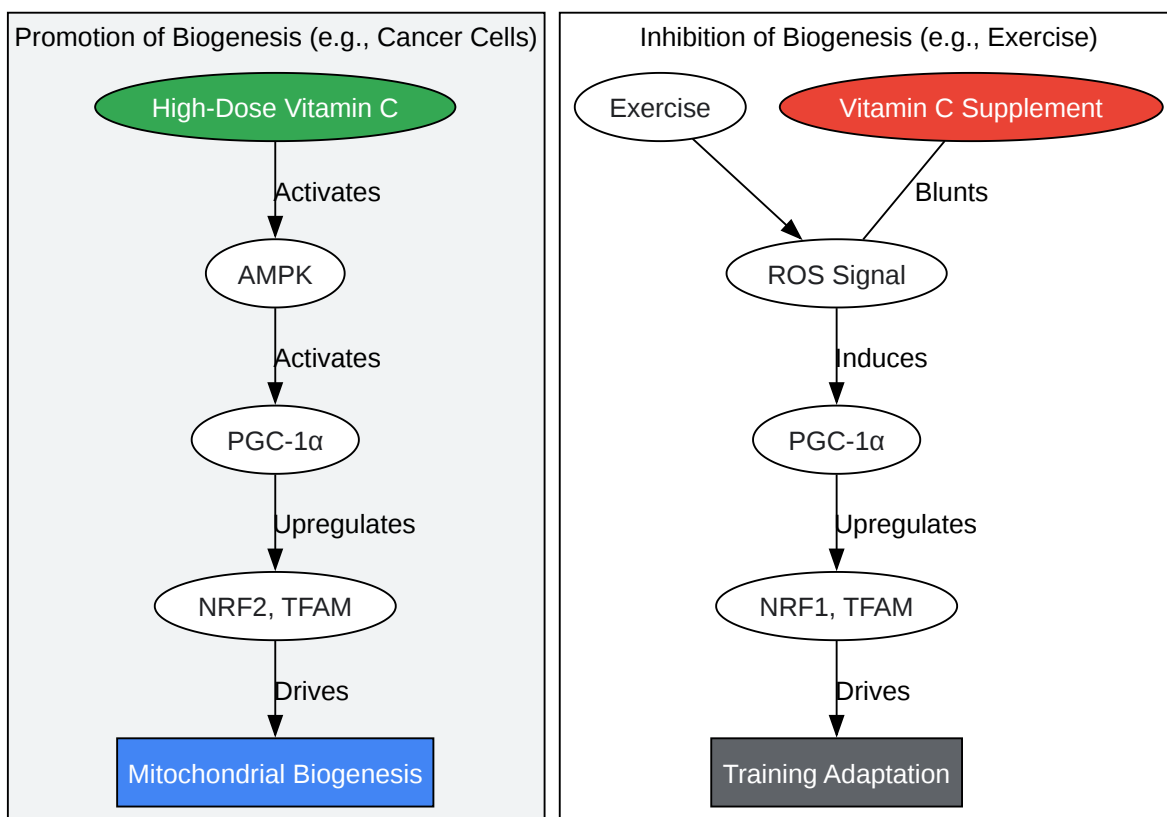 Promotion of Biogenesis (e.g., Cancer Cells)
High-Dose Vitamin C
Activates
AMPK
Activates
PGC-1α
Upregulates
NRF2, TFAM
Drives
Mitochondrial Biogenesis
Inhibition of Biogenesis (e.g., Exercise)
Exercise
Vitamin C Supplement
Blunts
ROS Signal
Induces
PGC-1α
Upregulates
NRF1, TFAM
Drives
Training Adaptation